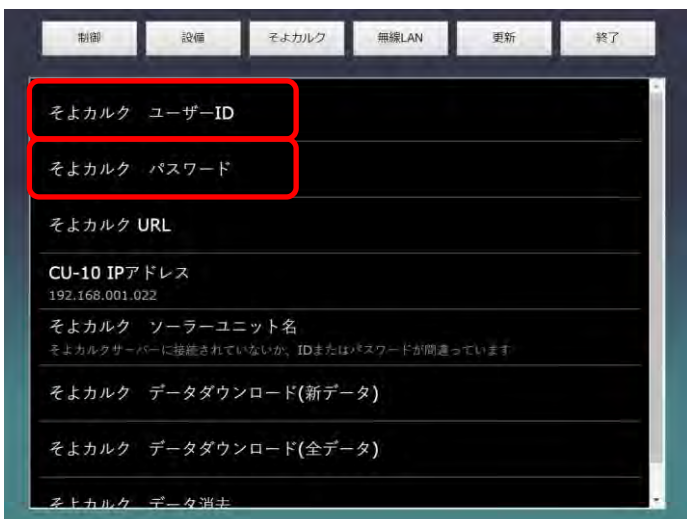 制御 設備 そよカルク 無線LAN 更新 終了
そよカルク ユーザーID
そよカルク パスワード
そよカルク URL
CU-10 IPアドレス
192.168.001.022
そよカルク ソーラーユニット名
そよカルクサーバーに接続されていないか、IDまたはパスワードが間違っています
そよカルク データダウンロード(新データ)
そよカルク データダウンロード(全データ)
そよカルク データ消去